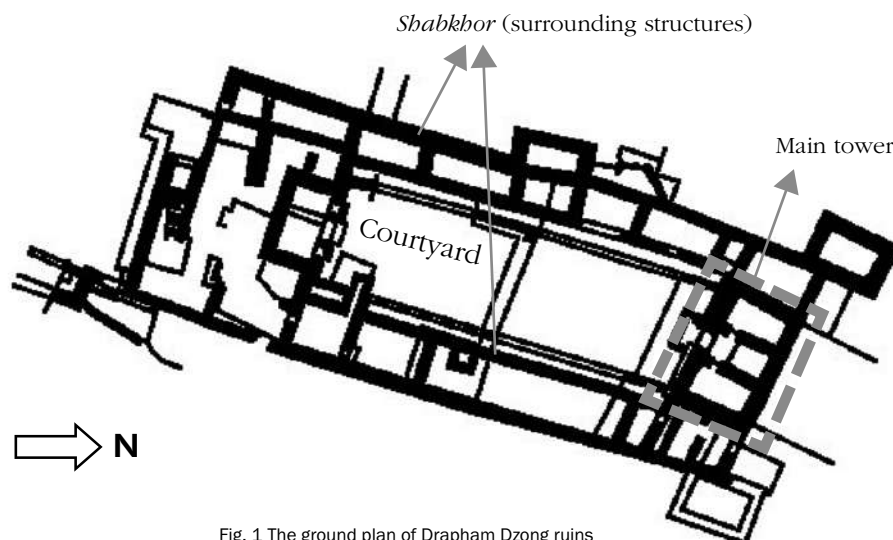 Shabkhor (surrounding structures)
Main tower
Courtyard
N
Fig. 1 The ground plan of Drapham Dzong ruins